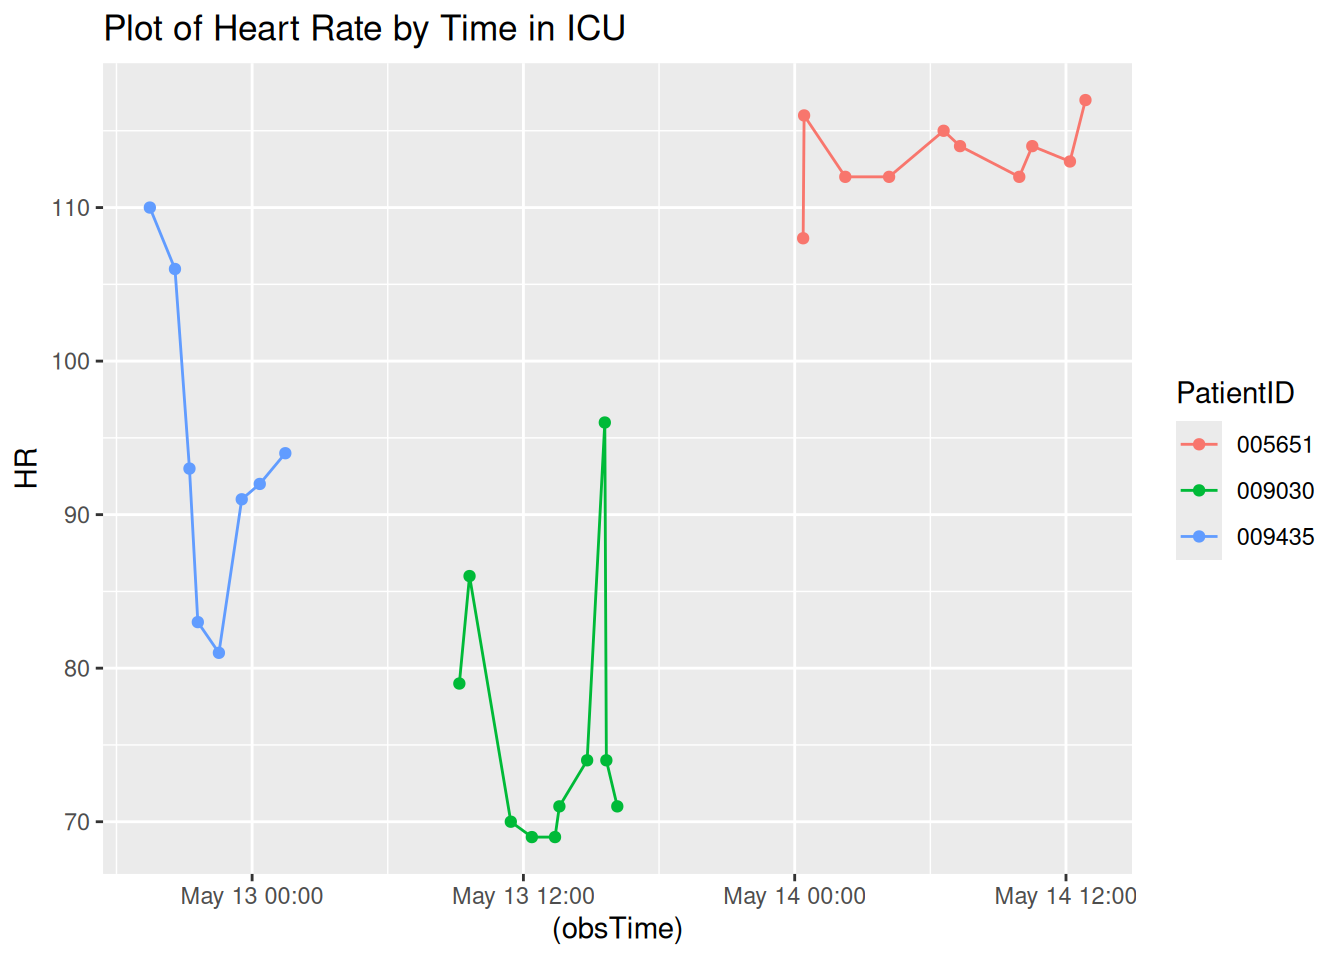 Plot of Heart Rate by Time in ICU
HR
110
100
90
80
70
May 13 00:00
May 13 12:00
May 14 00:00
May 14 12:00
(obsTime)
PatientID
005651
009030
009435